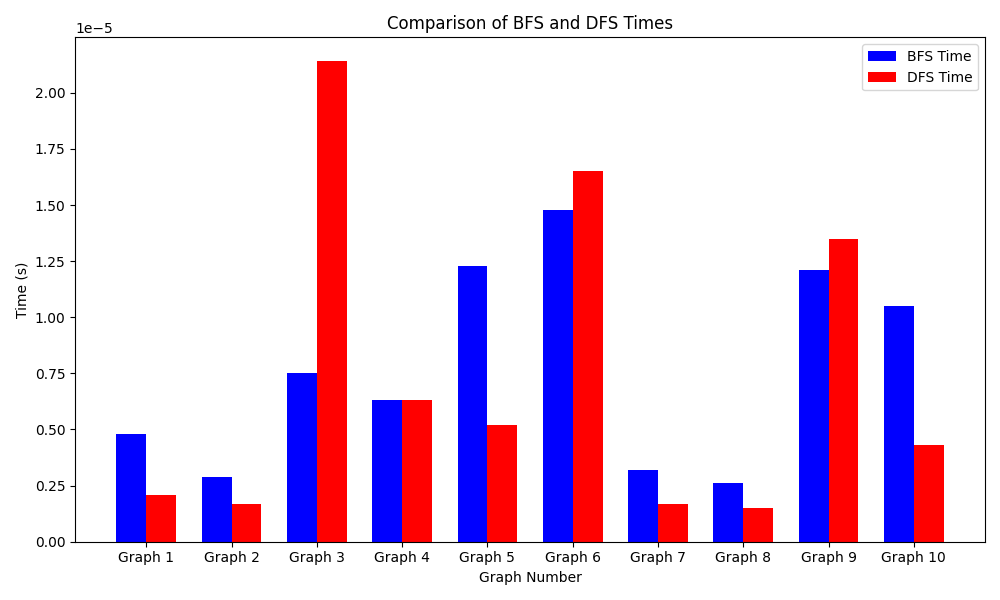 Comparison of BFS and DFS Times
1e−5
BFS Time
DFS Time
2.00
1.75
1.50
1.25
1.00
0.75
0.50
0.25
0.00
Time (s)
Graph 1 Graph 2 Graph 3 Graph 4 Graph 5 Graph 6 Graph 7 Graph 8 Graph 9 Graph 10
Graph Number